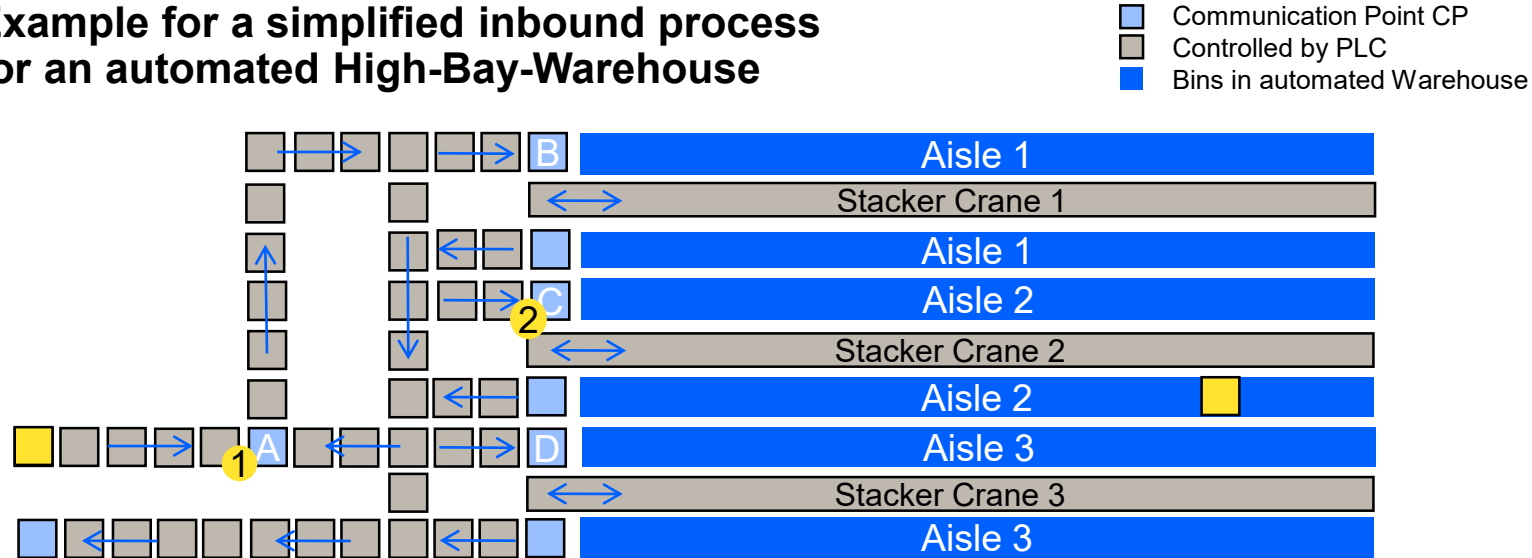 Example for a simplified inbound process
or an automated High-Bay-Warehouse
Communication Point CP
Controlled by PLC
Bins in automated Warehouse
B
Aisle 1
Stacker Crane 1
Aisle 1
C
Aisle 2
2
Stacker Crane 2
Aisle 2
1
A
D
Aisle 3
Stacker Crane 3
Aisle 3